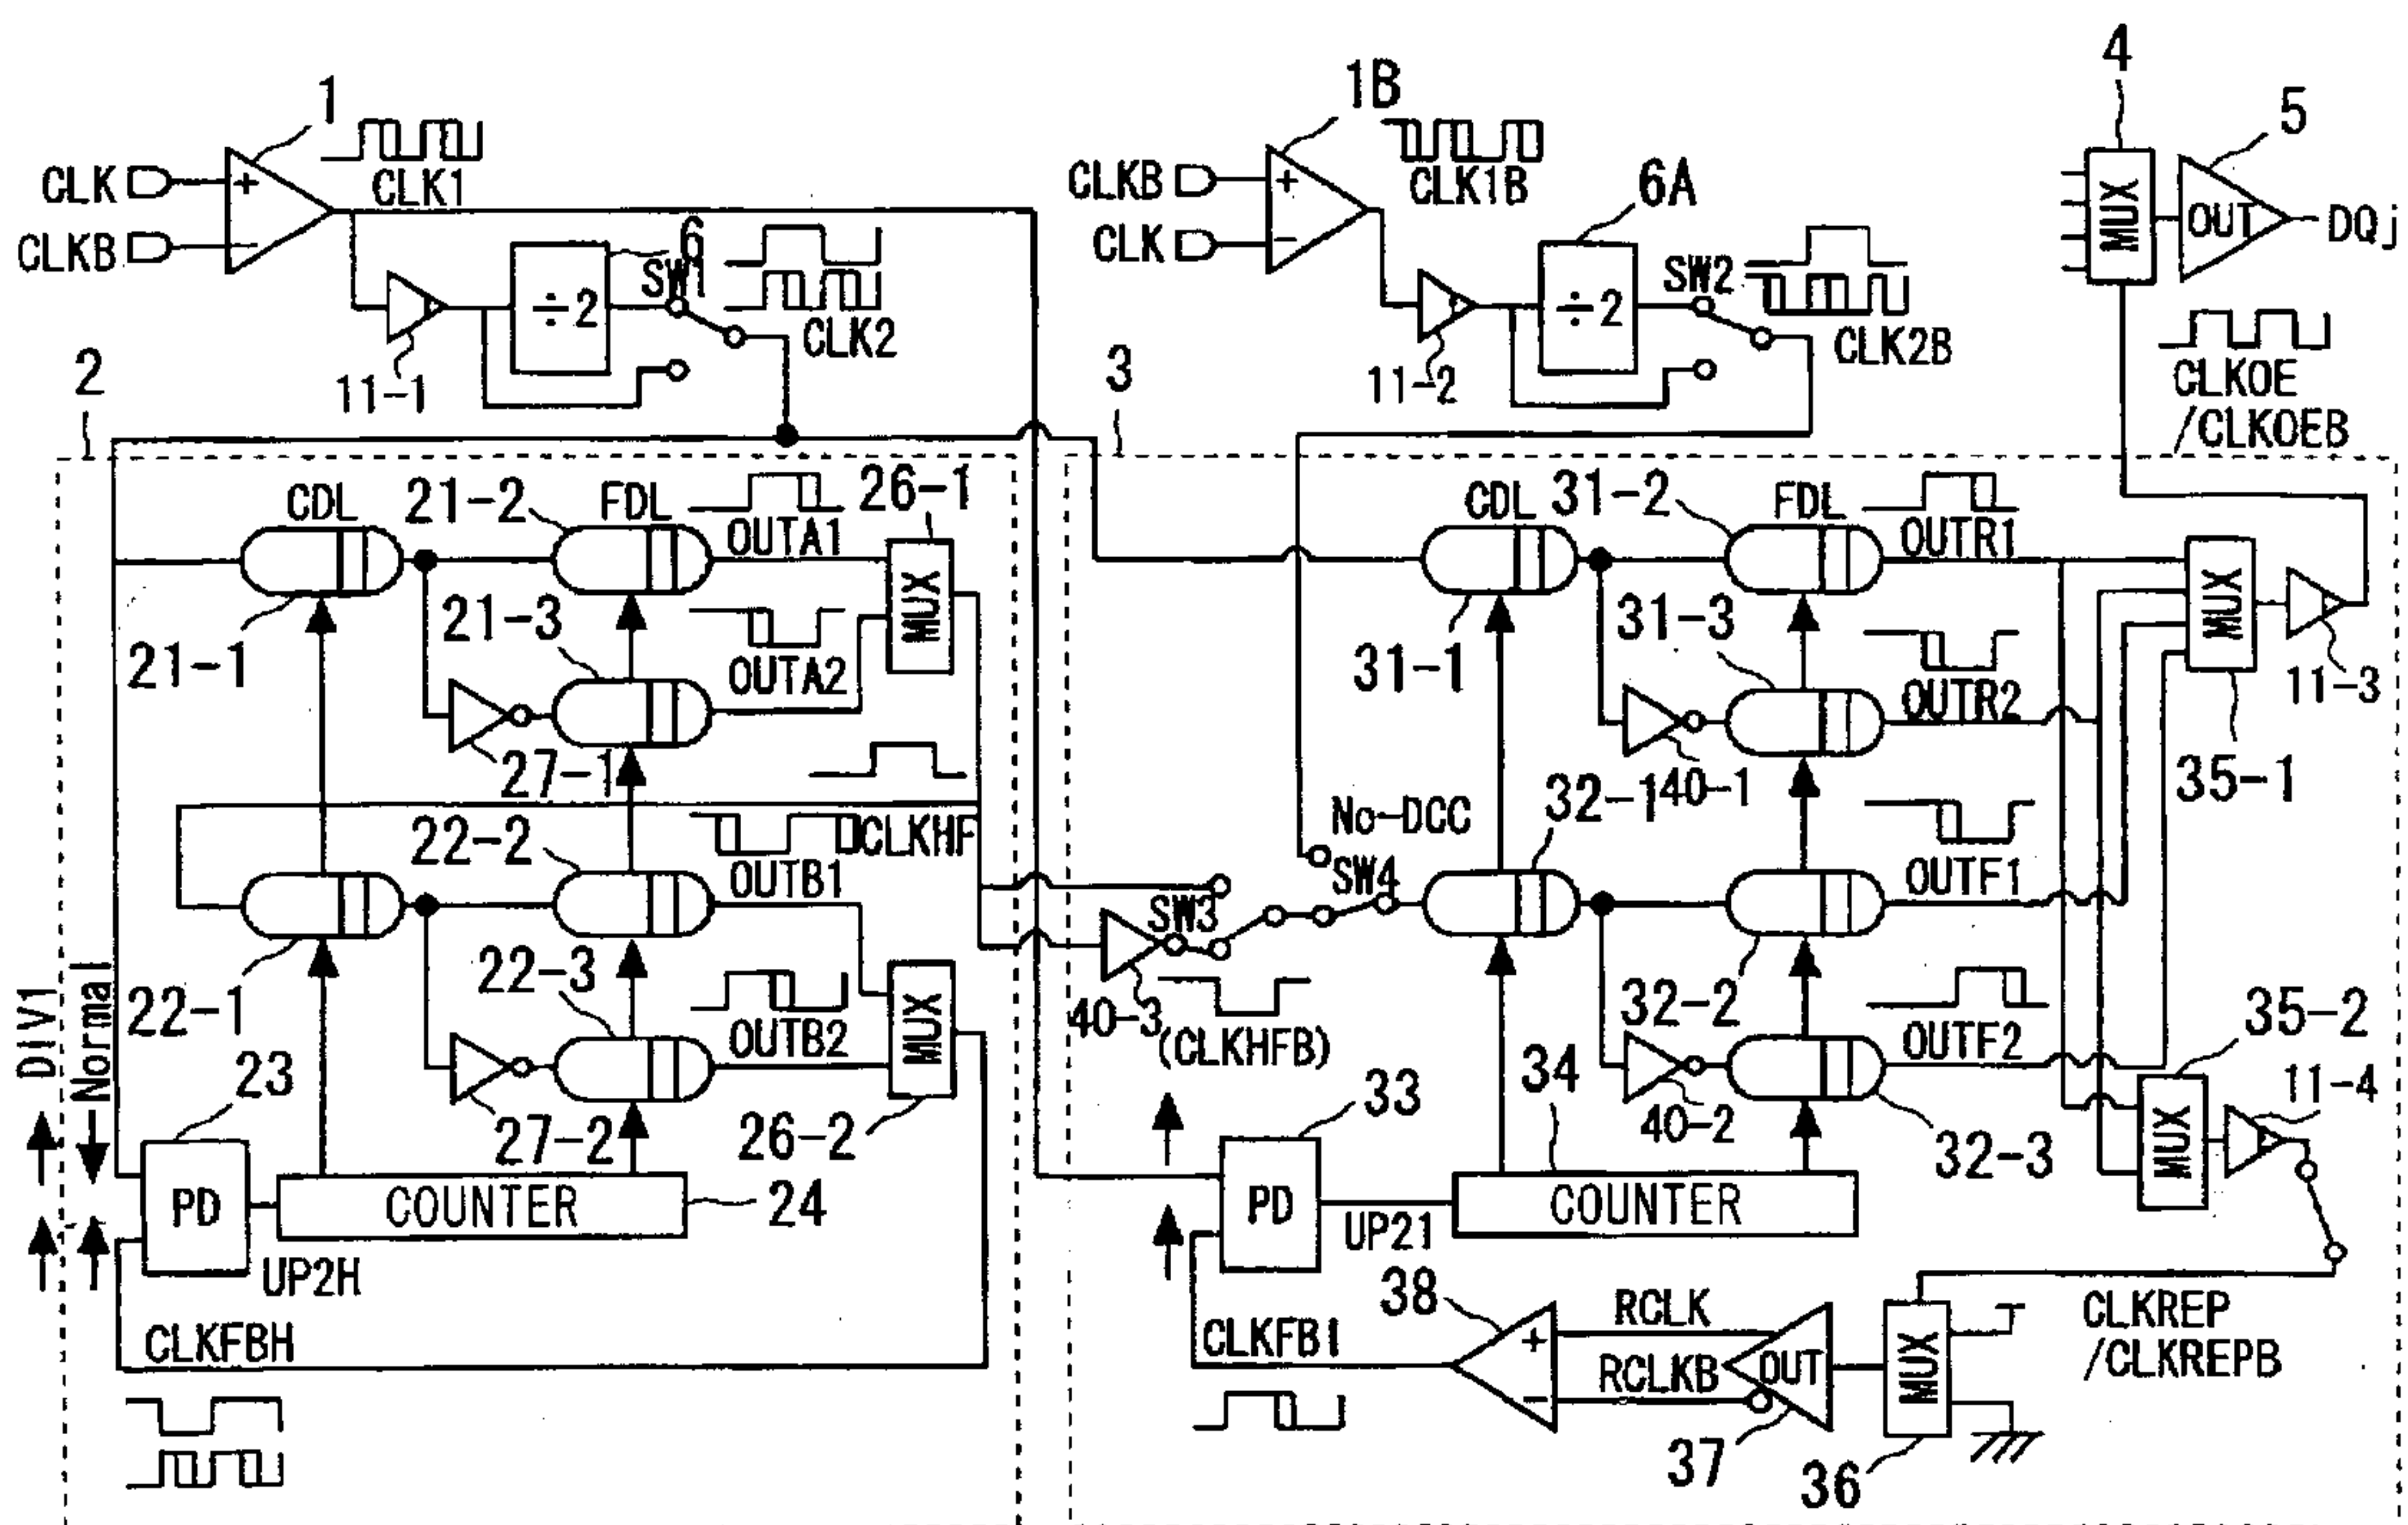 1
CLK
CLKB
+
−
CLK1
11-1
6
÷2
SW1
CLK2
1B
CLKB
CLK
+
−
CLK1B
11-2
6A
÷2
SW2
CLK2B
4
MUX
5
OUT
DQj
CLKOE
/CLKOEB
2
CDL
21-1
21-2
FDL
OUTA1
26-1
MUX
21-3
OUTA2
27-1
CLKHF
22-1
22-2
OUTB1
22-3
OUTB2
27-2
26-2
MUX
DIV1
Normal
23
PD
UP2H
COUNTER
24
CLKFBH
3
CDL
31-1
31-2
FDL
OUTR1
31-3
OUTR2
40-1
35-1
MUX
11-3
No-DCC
SW3
SW4
40-3
(CLKHFB)
32-1
32-2
OUTF1
OUTF2
40-2
32-3
35-2
MUX
11-4
33
PD
UP21
34
COUNTER
CLKFBI
38
+
−
RCLK
RCLKB
OUT
37
MUX
36
CLKREP
/CLKREPB